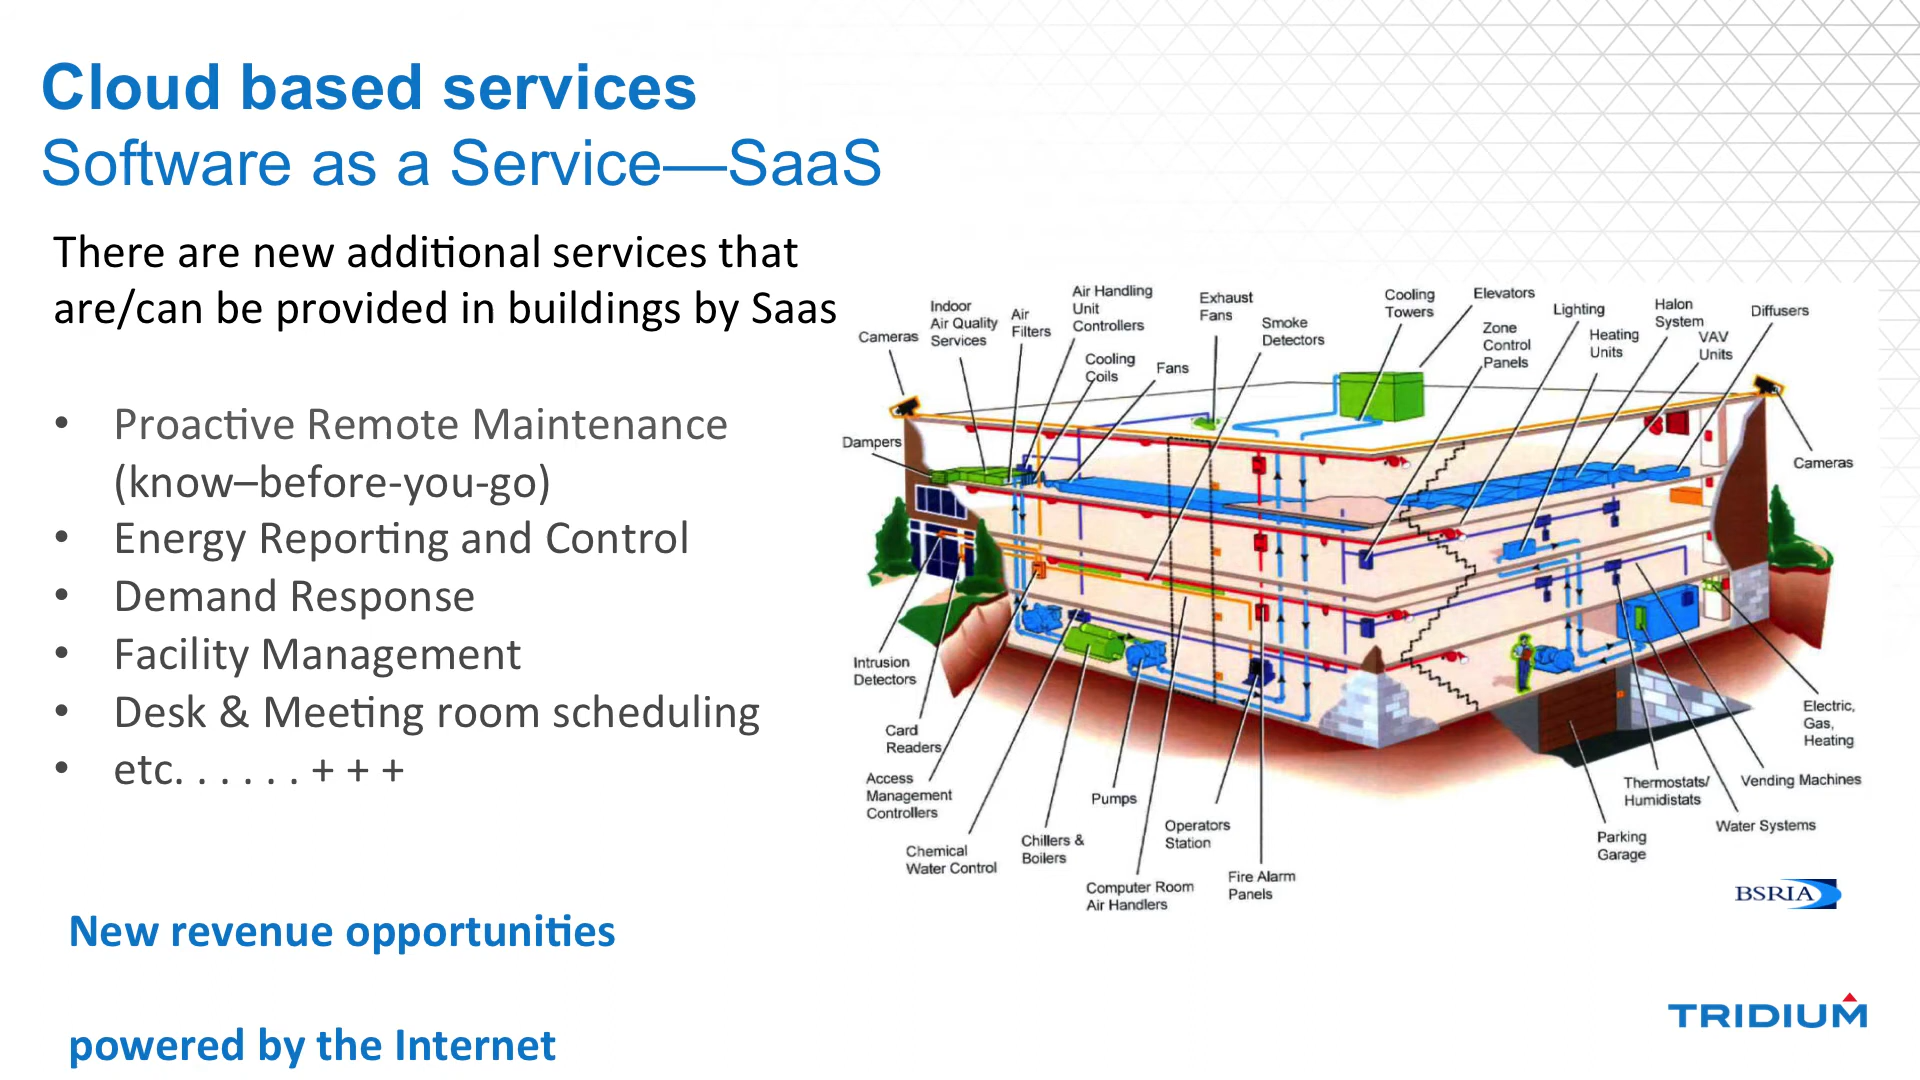 Cloud based services
Software as a Service—SaaS
There are new additional services that
are/can be provided in buildings by Saas
• Proactive Remote Maintenance
(know–before-you-go)
• Energy Reporting and Control
• Demand Response
• Facility Management
• Desk & Meeting room scheduling
• etc. . . . . . + + +
New revenue opportunities
powered by the Internet
Cameras
Indoor
Air Quality
Services
Air
Filters
Air Handling
Unit
Controllers
Cooling
Coils
Fans
Exhaust
Fans
Smoke
Detectors
Cooling
Towers
Elevators
Zone
Control
Panels
Lighting
Heating
Units
Halon
System
VAV
Units
Diffusers
Dampers
Cameras
Intrusion
Detectors
Card
Readers
Access
Management
Controllers
Chemical
Water Control
Chillers &
Boilers
Pumps
Computer Room
Air Handlers
Operators
Station
Fire Alarm
Panels
Electric,
Gas,
Heating
Thermostats/
Humidistats
Vending Machines
Water Systems
Parking
Garage
BSRIA
TRIDIUM